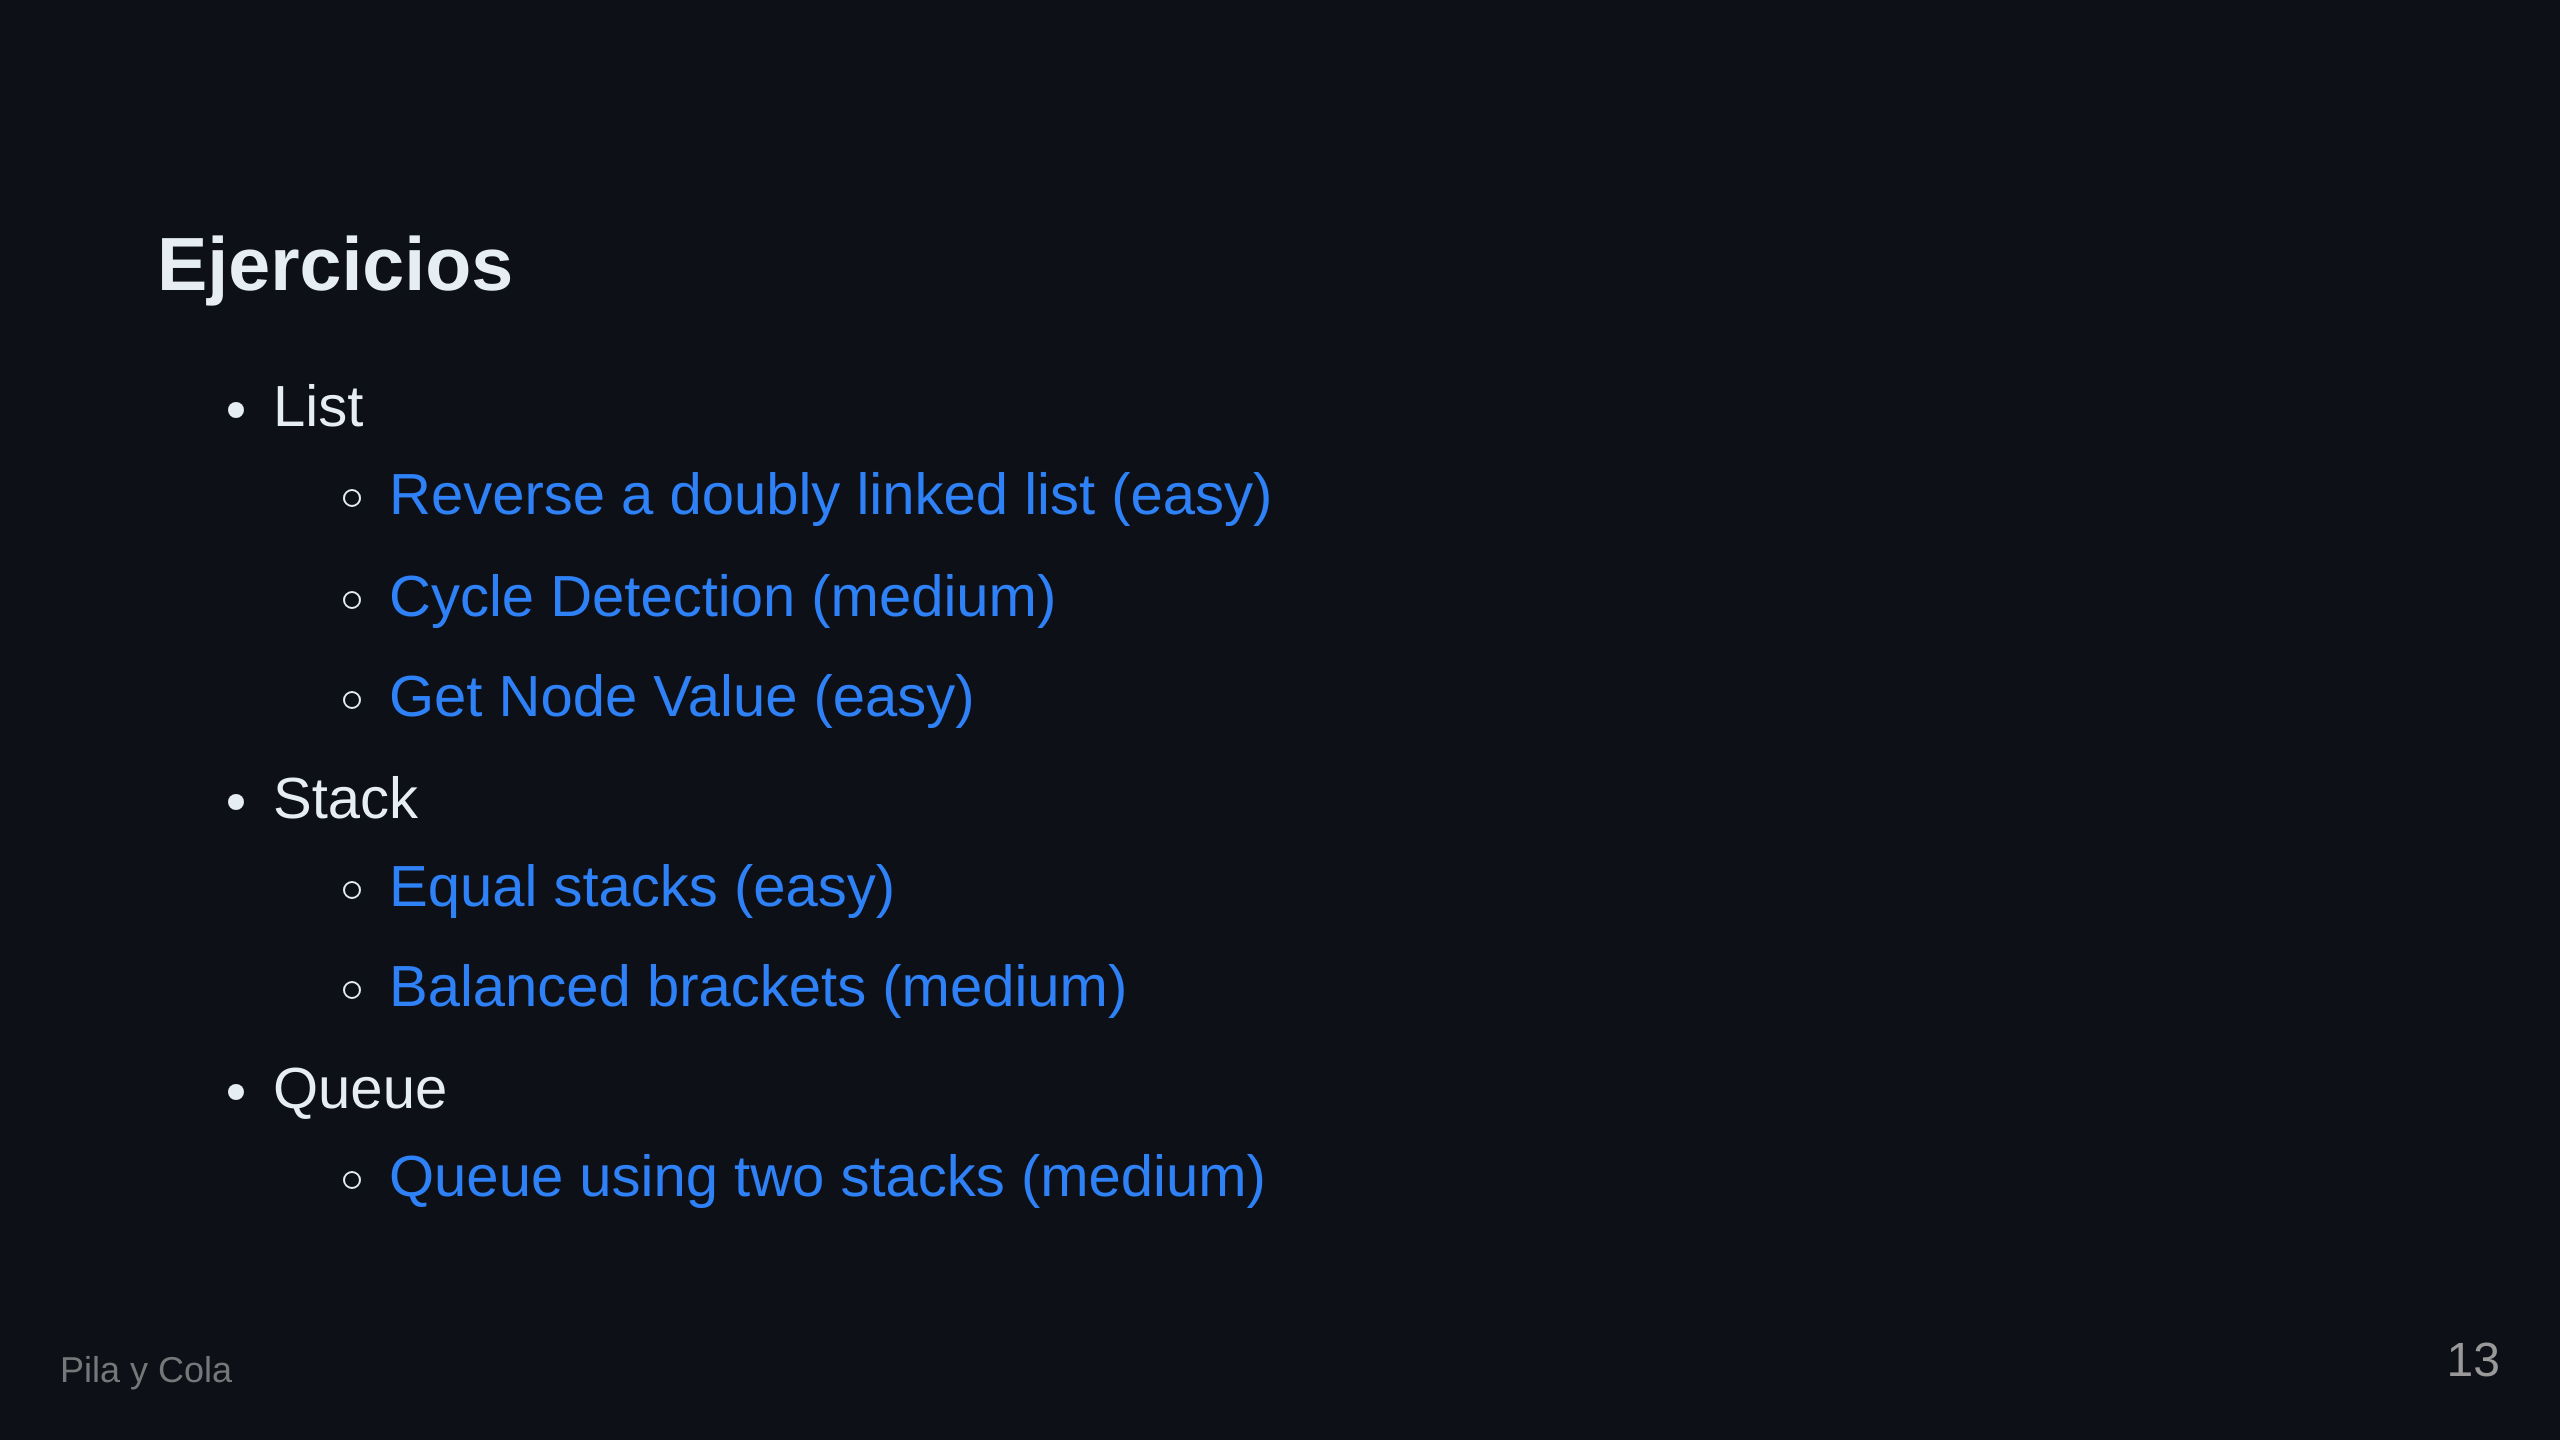 Ejercicios
List
Reverse a doubly linked list (easy)
Cycle Detection (medium)
Get Node Value (easy)
Stack
Equal stacks (easy)
Balanced brackets (medium)
Queue
Queue using two stacks (medium)
Pila y Cola
13